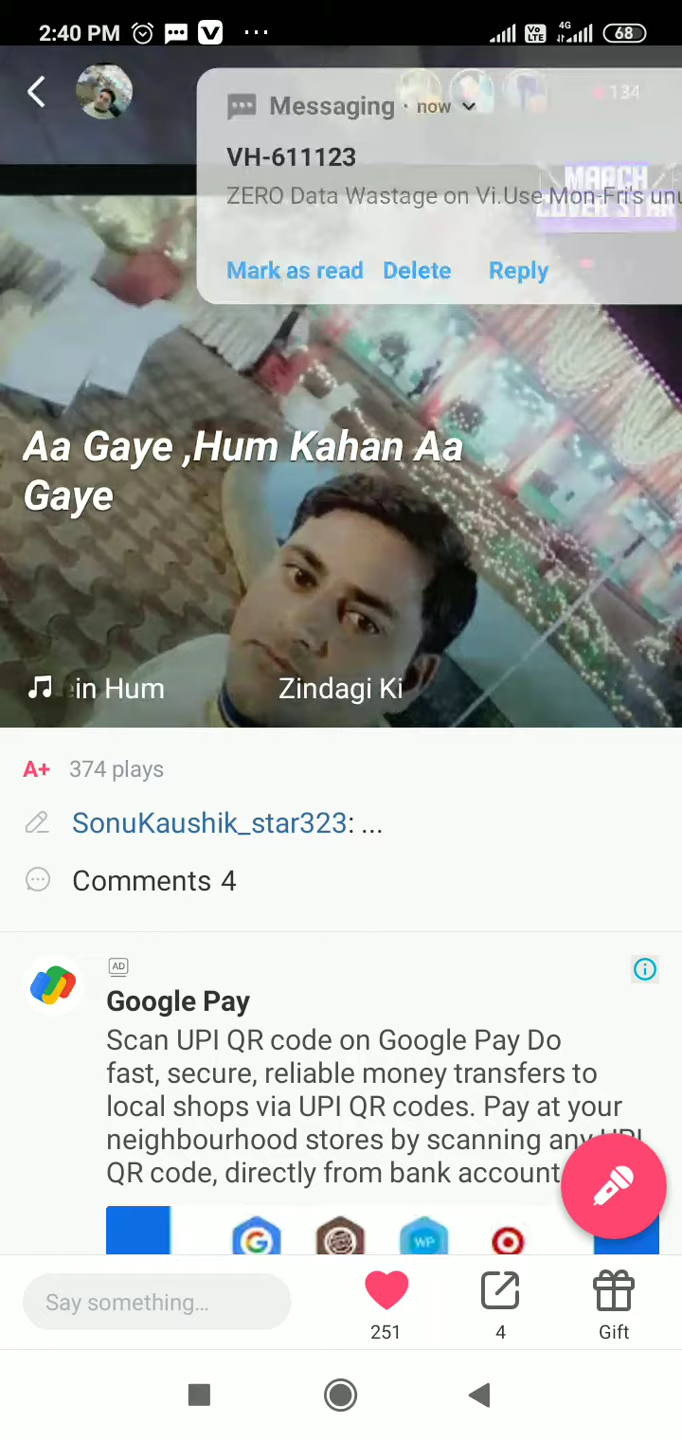 2:40 PM ...
Vo LTE 4G 68
134
Messaging · now
VH-611123
ZERO Data Wastage on Vi.Use Mon-Fri's
MARCH
COVER STAR
Mark as read Delete Reply
Aa Gaye ,Hum Kahan Aa
Gaye
in Hum Zindagi Ki
A+ 374 plays
SonuKaushik_star323: ...
Comments 4
AD
Google Pay
Scan UPI QR code on Google Pay Do
fast, secure, reliable money transfers to
local shops via UPI QR codes. Pay at your
neighbourhood stores by scanning any UPI
QR code, directly from bank account
G WP
Say something...
251 4 Gift